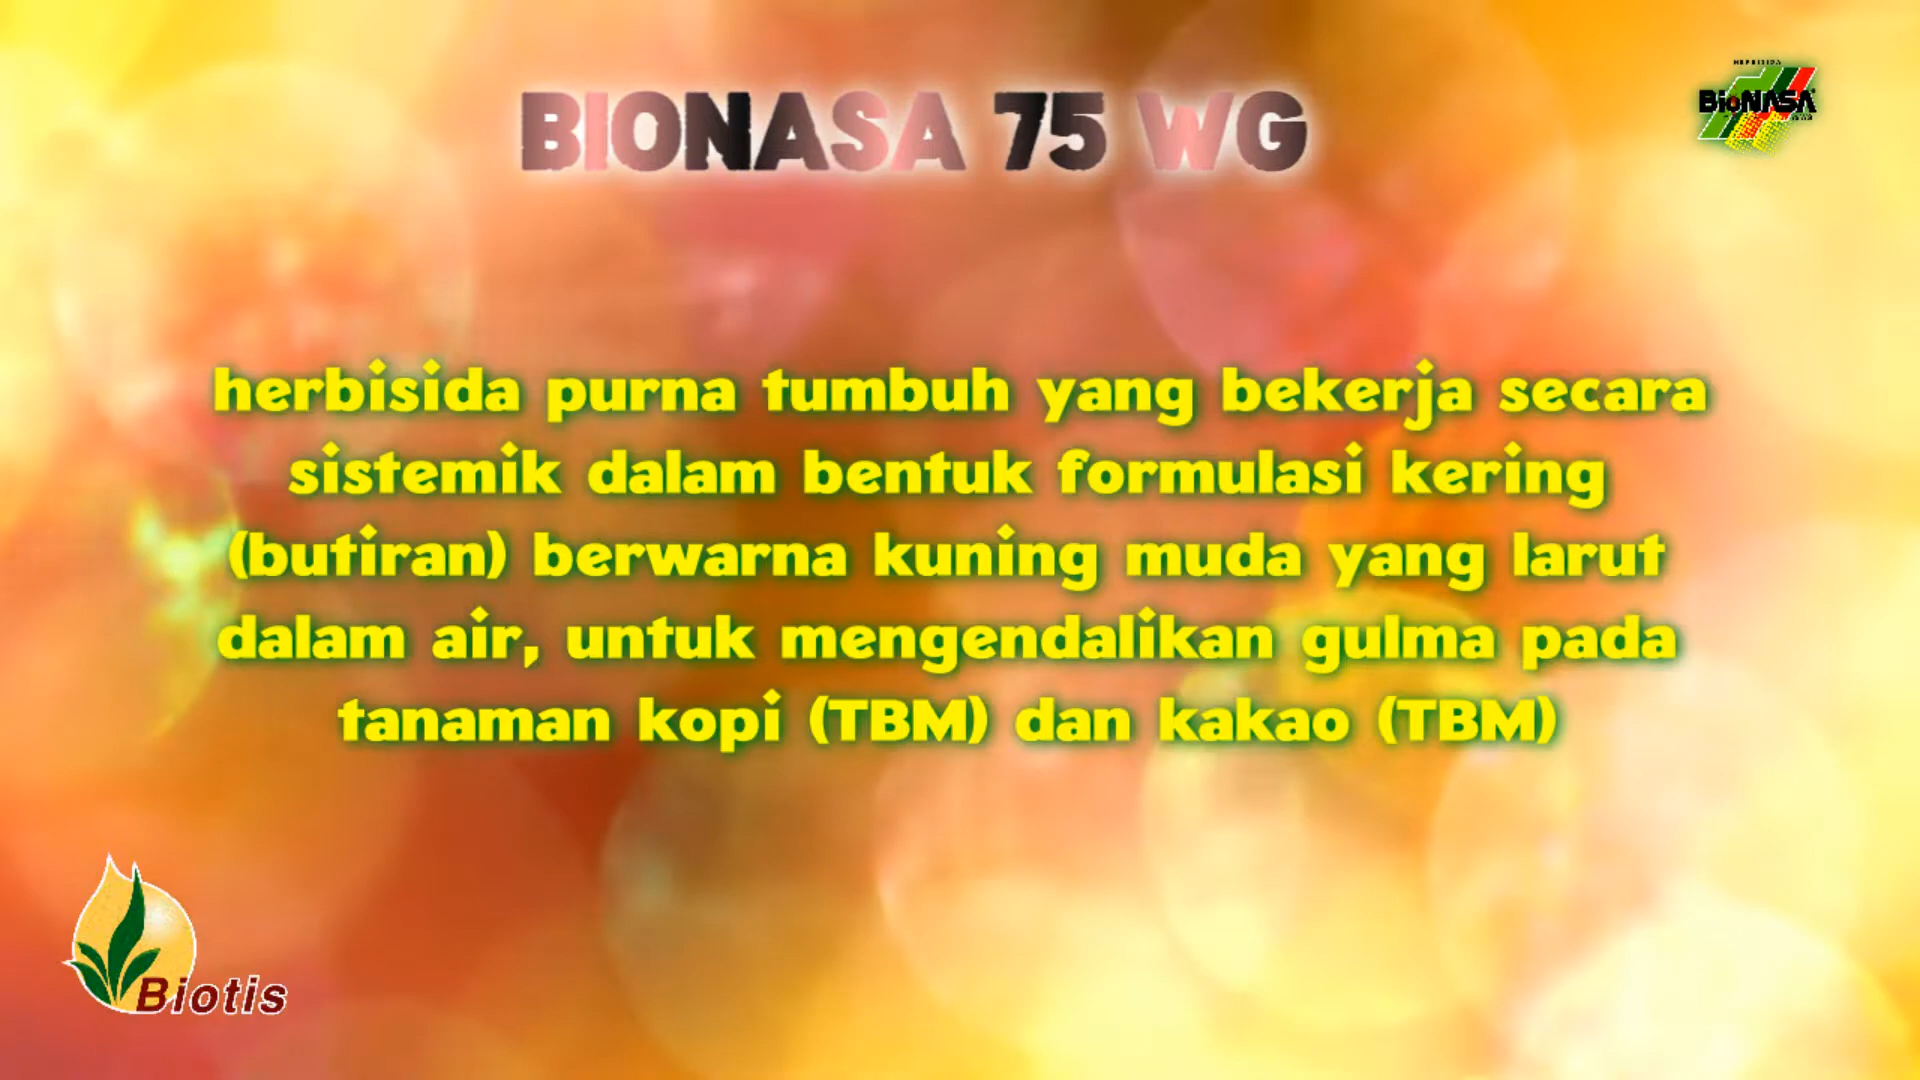 HERBISIDA
BioNASA
BIONASA 75 WG
herbisida purna tumbuh yang bekerja secara
sistemik dalam bentuk formulasi kering
(butiran) berwarna kuning muda yang larut
dalam air, untuk mengendalikan gulma pada
tanaman kopi (TBM) dan kakao (TBM)
Biotis